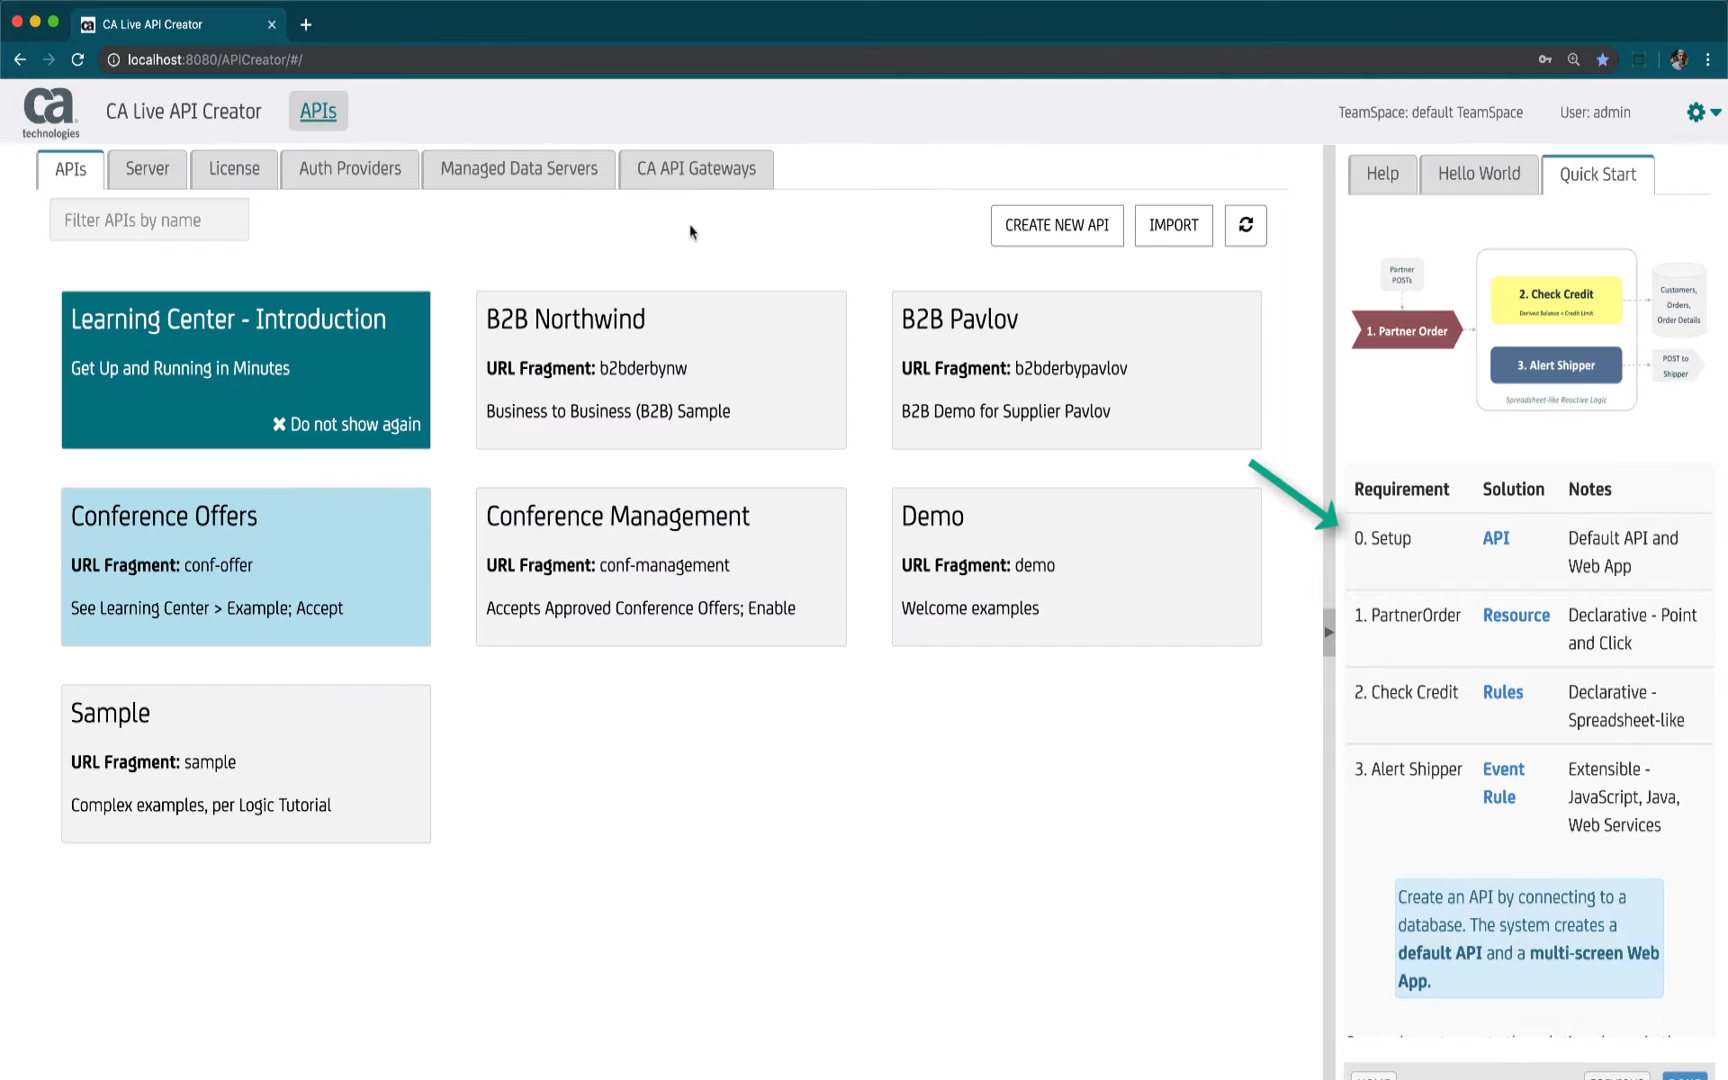 CA Live API Creator
localhost:8080/APICreator/#/
ca
technologies
CA Live API Creator
APIs
TeamSpace: default TeamSpace
User: admin
APIs
Server
License
Auth Providers
Managed Data Servers
CA API Gateways
Filter APIs by name
CREATE NEW API
IMPORT
Learning Center - Introduction
Get Up and Running in Minutes
Do not show again
B2B Northwind
URL Fragment: b2bderbynw
Business to Business (B2B) Sample
B2B Pavlov
URL Fragment: b2bderbypavlov
B2B Demo for Supplier Pavlov
Conference Offers
URL Fragment: conf-offer
See Learning Center > Example; Accept
Conference Management
URL Fragment: conf-management
Accepts Approved Conference Offers; Enable
Demo
URL Fragment: demo
Welcome examples
Sample
URL Fragment: sample
Complex examples, per Logic Tutorial
Help
Hello World
Quick Start
Partner
POSTs
1. Partner Order
2. Check Credit
Derived Balance < Credit Limit
3. Alert Shipper
Spreadsheet-like Reactive Logic
Customers,
Orders,
Order Details
POST to
Shipper
Requirement Solution Notes
0. Setup API Default API and
Web App
1. PartnerOrder Resource Declarative - Point
and Click
2. Check Credit Rules Declarative -
Spreadsheet-like
3. Alert Shipper Event Extensible -
Rule JavaScript, Java,
Web Services
Create an API by connecting to a
database. The system creates a
default API and a multi-screen Web
App.